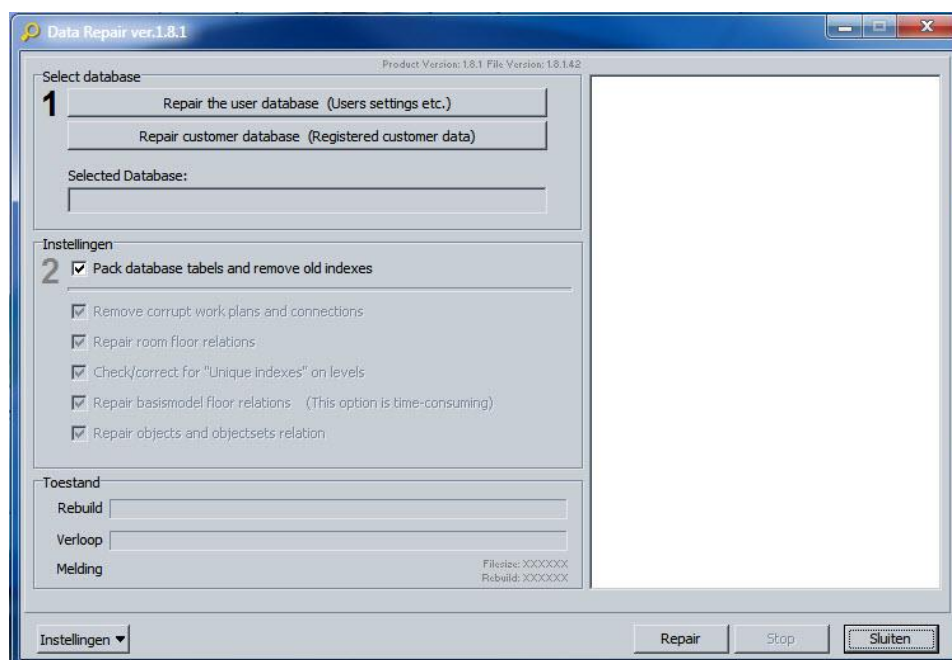 Data Repair ver.1.8.1
Product Version: 1.8.1 File Version: 1.8.1.42
Select database
1
Repair the user database (Users settings etc.)
Repair customer database (Registered customer data)
Selected Database:
Instellingen
2
Pack database tabels and remove old indexes
Remove corrupt work plans and connections
Repair room floor relations
Check/correct for "Unique indexes" on levels
Repair basismodel floor relations (This option is time-consuming)
Repair objects and objectsets relation
Toestand
Rebuild
Verloop
Melding
Filesize: XXXXXX
Rebuild: XXXXXX
Instellingen
Repair
Stop
Sluiten